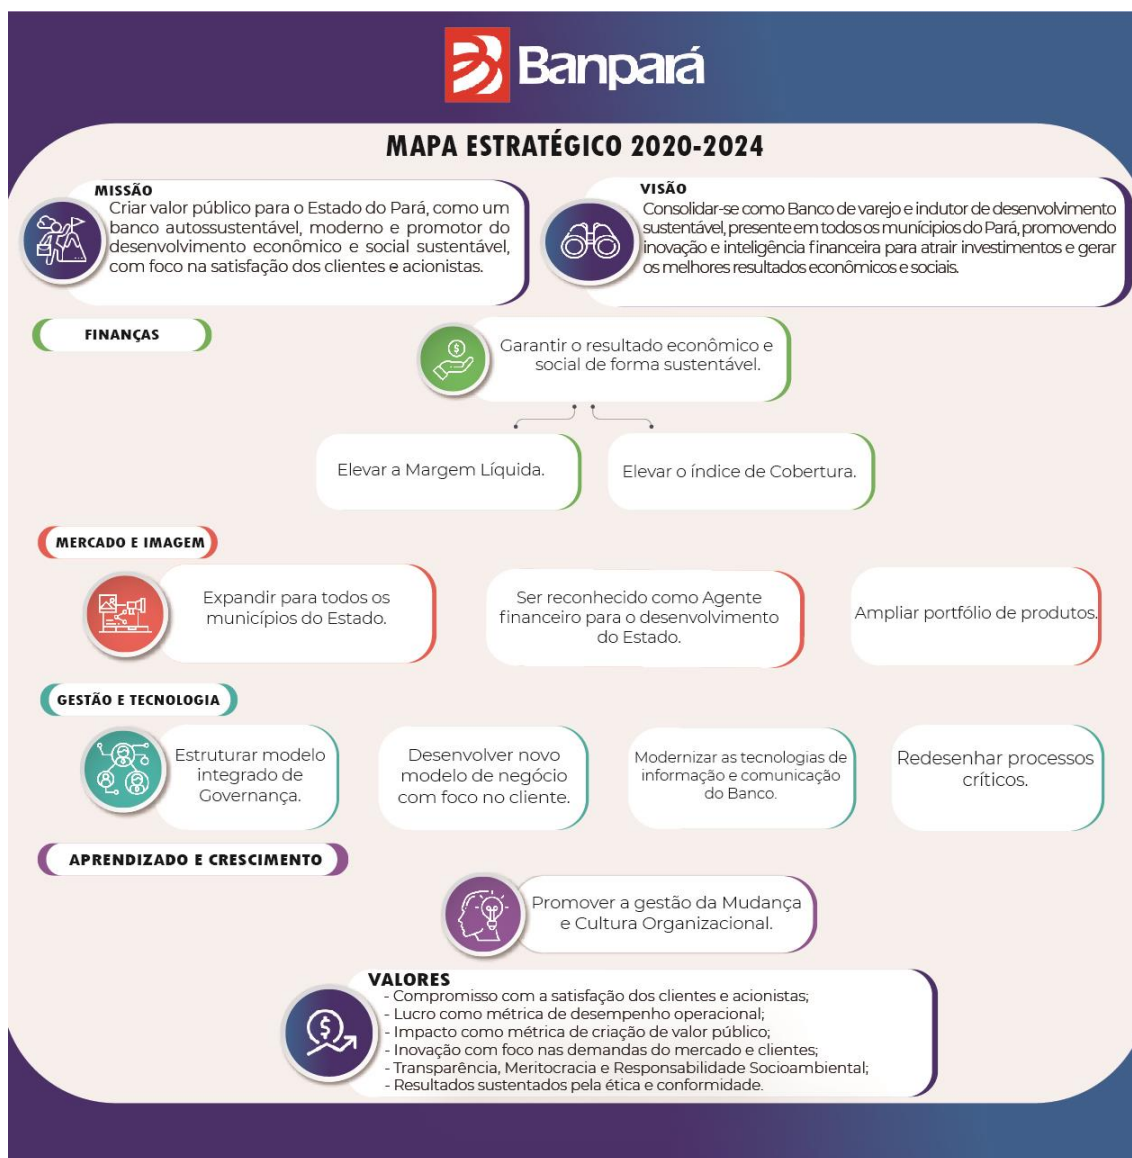 Banpará
MAPA ESTRATÉGICO 2020-2024
MISSÃO
Criar valor público para o Estado do Pará, como um
banco autossustentável, moderno e promotor do
desenvolvimento econômico e social sustentável,
com foco na satisfação dos clientes e acionistas.
VISÃO
Consolidar-se como Banco de varejo e indutor de desenvolvimento
sustentável, presente em todos os municípios do Pará, promovendo
inovação e inteligência financeira para atrair investimentos e gerar
os melhores resultados econômicos e sociais.
FINANÇAS
Garantir o resultado econômico e
social de forma sustentável.
Elevar a Margem Líquida.
Elevar o índice de Cobertura.
MERCADO E IMAGEM
Expandir para todos os
municípios do Estado.
Ser reconhecido como Agente
financeiro para o desenvolvimento
do Estado.
Ampliar portfólio de produtos.
GESTÃO E TECNOLOGIA
Estruturar modelo
integrado de
Governança.
Desenvolver novo
modelo de negócio
com foco no cliente.
Modernizar as tecnologias de
informação e comunicação
do Banco.
Redesenhar processos
críticos.
APRENDIZADO E CRESCIMENTO
Promover a gestão da Mudança
e Cultura Organizacional.
VALORES
- Compromisso com a satisfação dos clientes e acionistas;
- Lucro como métrica de desempenho operacional;
- Impacto como métrica de criação de valor público;
- Inovação com foco nas demandas do mercado e clientes;
- Transparência, Meritocracia e Responsabilidade Socioambiental;
- Resultados sustentados pela ética e conformidade.